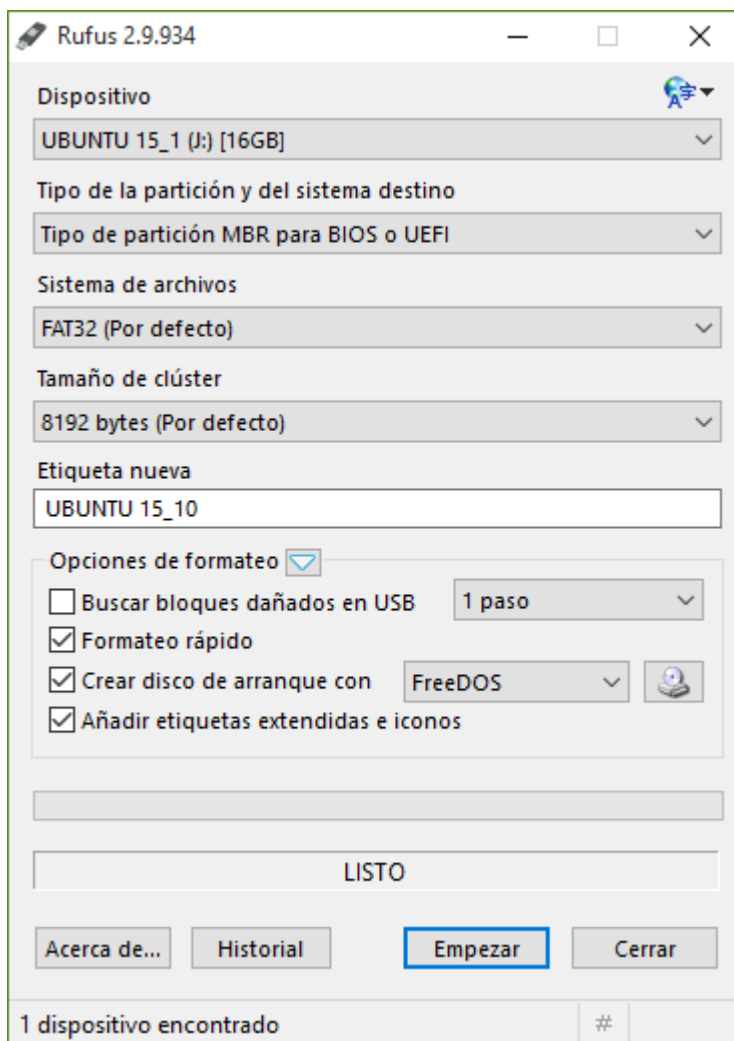 Rufus 2.9.934
Dispositivo
UBUNTU 15_1 (J:) [16GB]
Tipo de la partición y del sistema destino
Tipo de partición MBR para BIOS o UEFI
Sistema de archivos
FAT32 (Por defecto)
Tamaño de clúster
8192 bytes (Por defecto)
Etiqueta nueva
UBUNTU 15_10
Opciones de formateo
Buscar bloques dañados en USB 1 paso
Formateo rápido
Crear disco de arranque con FreeDOS
Añadir etiquetas extendidas e iconos
LISTO
Acerca de... Historial Empezar Cerrar
1 dispositivo encontrado #